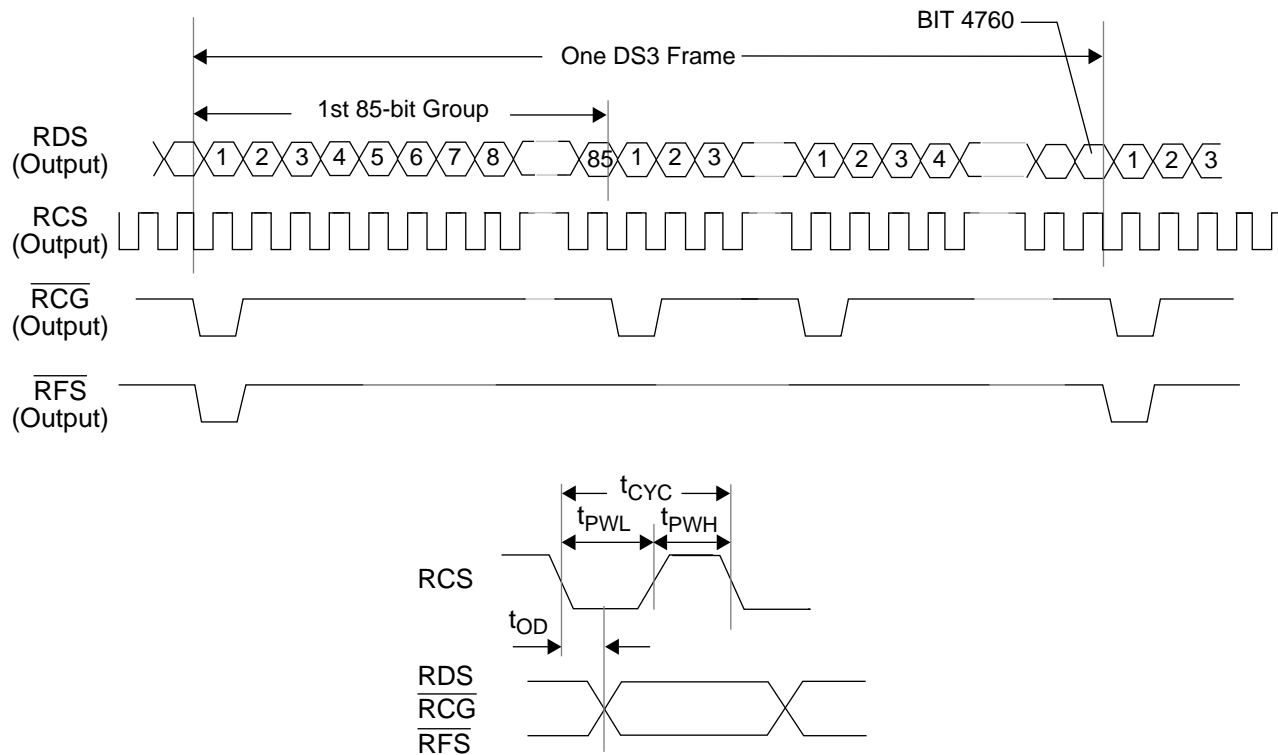 BIT 4760
One DS3 Frame
1st 85-bit Group
RDS
(Output)
1 2 3 4 5 6 7 8 85 1 2 3 1 2 3 4 1 2 3
RCS
(Output)
RCG
(Output)
RFS
(Output)
tCYC
tPWL tPWH
RCS
tOD
RDS
RCG
RFS